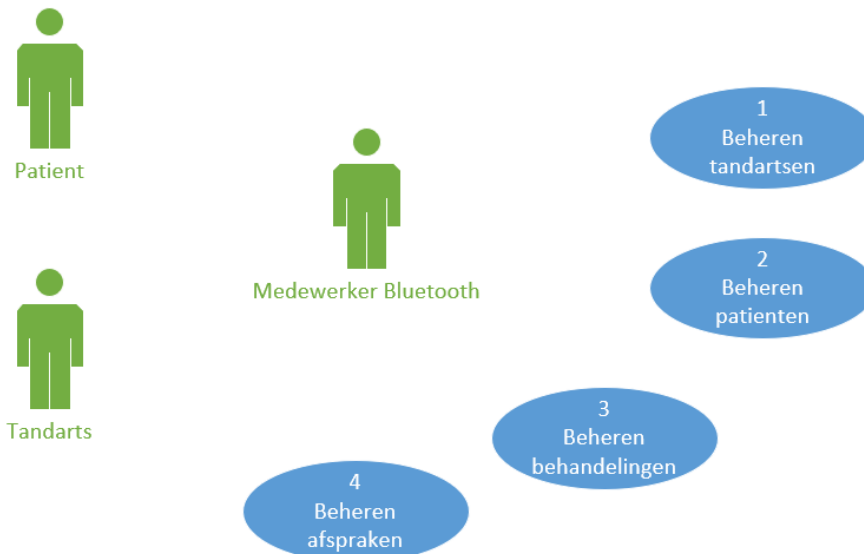 Patient
Medewerker Bluetooth
Tandarts
1
Beheren
tandartsen
2
Beheren
patienten
3
Beheren
behandelingen
4
Beheren
afspraken